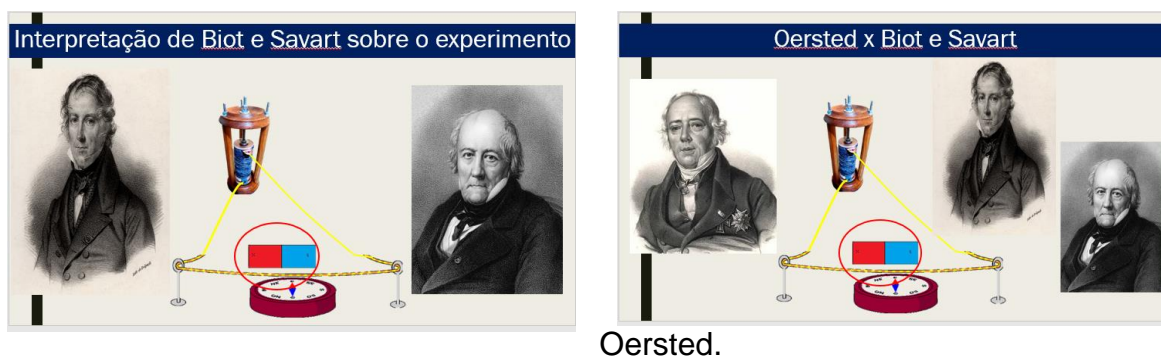 Interpretação de Biot e Savart sobre o experimento
Oersted x Biot e Savart
Oersted.